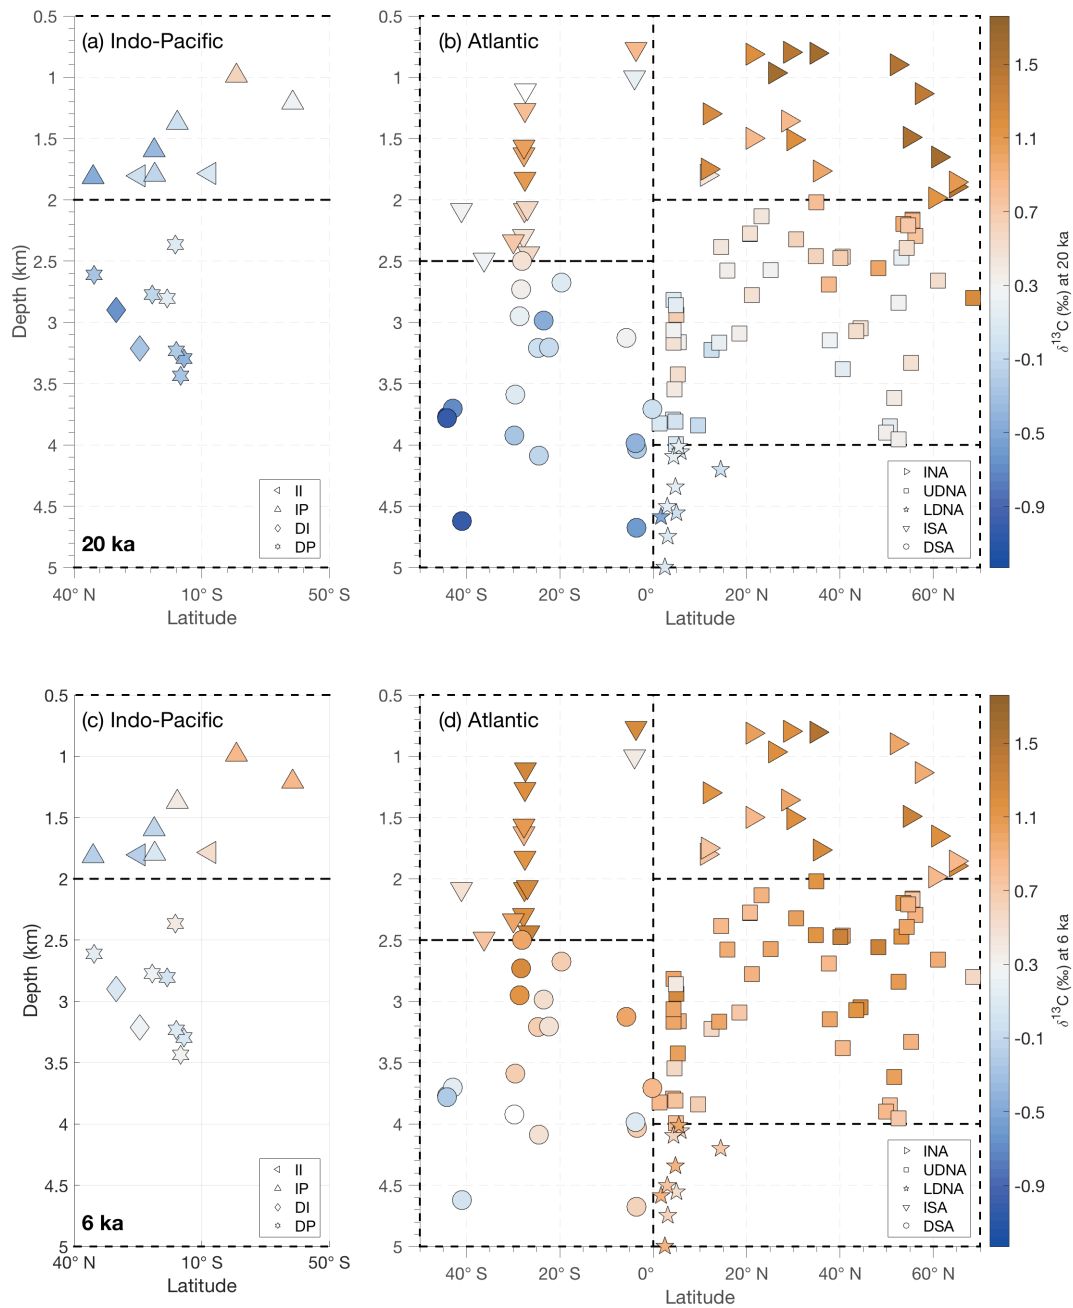 (a) Indo-Pacific
0.5
1
1.5
2
2.5
3
3.5
4
4.5
5
Depth (km)
20 ka
II
IP
DI
DP
40° N
10° S
50° S
Latitude
(b) Atlantic
0.5
1
1.5
2
2.5
3
3.5
4
4.5
5
INA
UDNA
LDNA
ISA
DSA
40° S
20° S
0°
20° N
40° N
60° N
Latitude
1.5
1.1
0.7
0.3
-0.1
-0.5
-0.9
δ13C (‰) at 20 ka
(c) Indo-Pacific
0.5
1
1.5
2
2.5
3
3.5
4
4.5
5
Depth (km)
6 ka
II
IP
DI
DP
40° N
10° S
50° S
Latitude
(d) Atlantic
0.5
1
1.5
2
2.5
3
3.5
4
4.5
5
INA
UDNA
LDNA
ISA
DSA
40° S
20° S
0°
20° N
40° N
60° N
Latitude
1.5
1.1
0.7
0.3
-0.1
-0.5
-0.9
δ13C (‰) at 6 ka